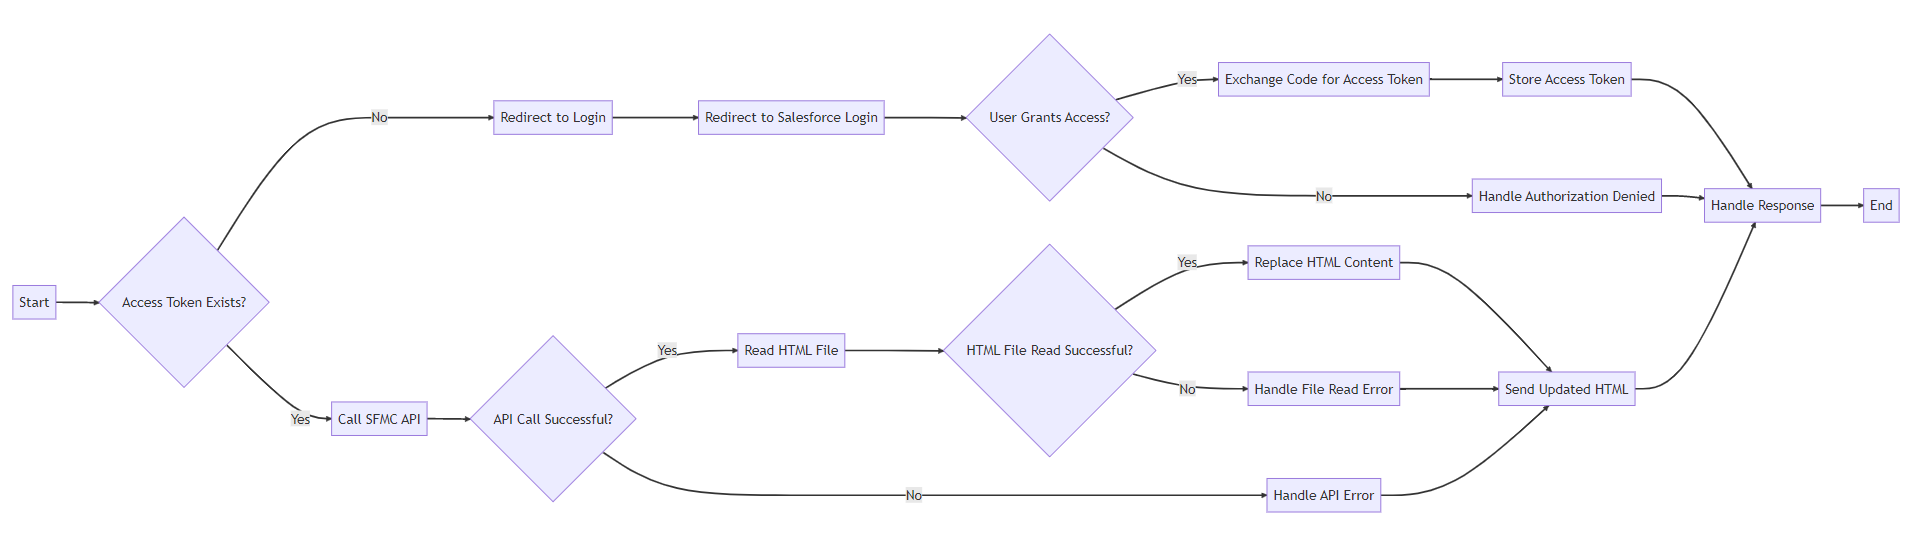 Start
Access Token Exists?
No
Redirect to Login
Redirect to Salesforce Login
User Grants Access?
Yes
Exchange Code for Access Token
Store Access Token
No
Handle Authorization Denied
Handle Response
End
Yes
Call SFMC API
API Call Successful?
Yes
Read HTML File
HTML File Read Successful?
Yes
Replace HTML Content
No
Handle File Read Error
Send Updated HTML
No
Handle API Error